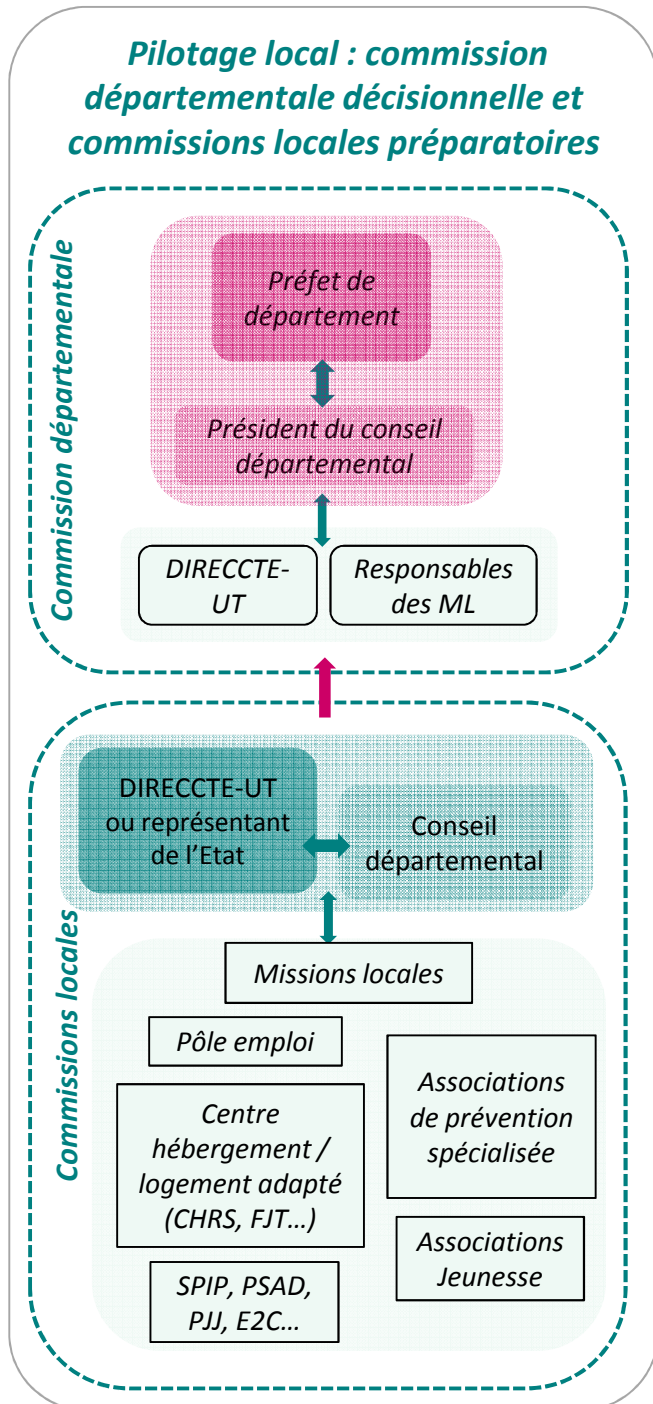 Pilotage local : commission
départementale décisionnelle et
commissions locales préparatoires
Commission départementale
Préfet de
département
Président du conseil
départemental
DIRECCTE-
UT
Responsables
des ML
Commissions locales
DIRECCTE-UT
ou représentant
de l'Etat
Conseil
départemental
Missions locales
Pôle emploi
Associations
de prévention
spécialisée
Centre
hébergement /
logement adapté
(CHRS, FJT...)
Associations
Jeunesse
SPIP, PSAD,
PJJ, E2C...